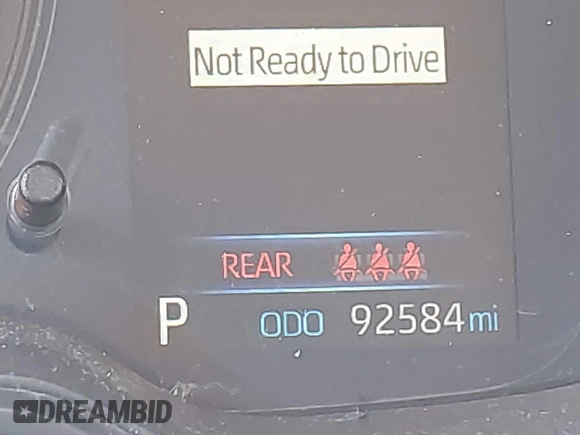 Not Ready to Drive
REAR
P ODO 92584 mi
DREAMBID